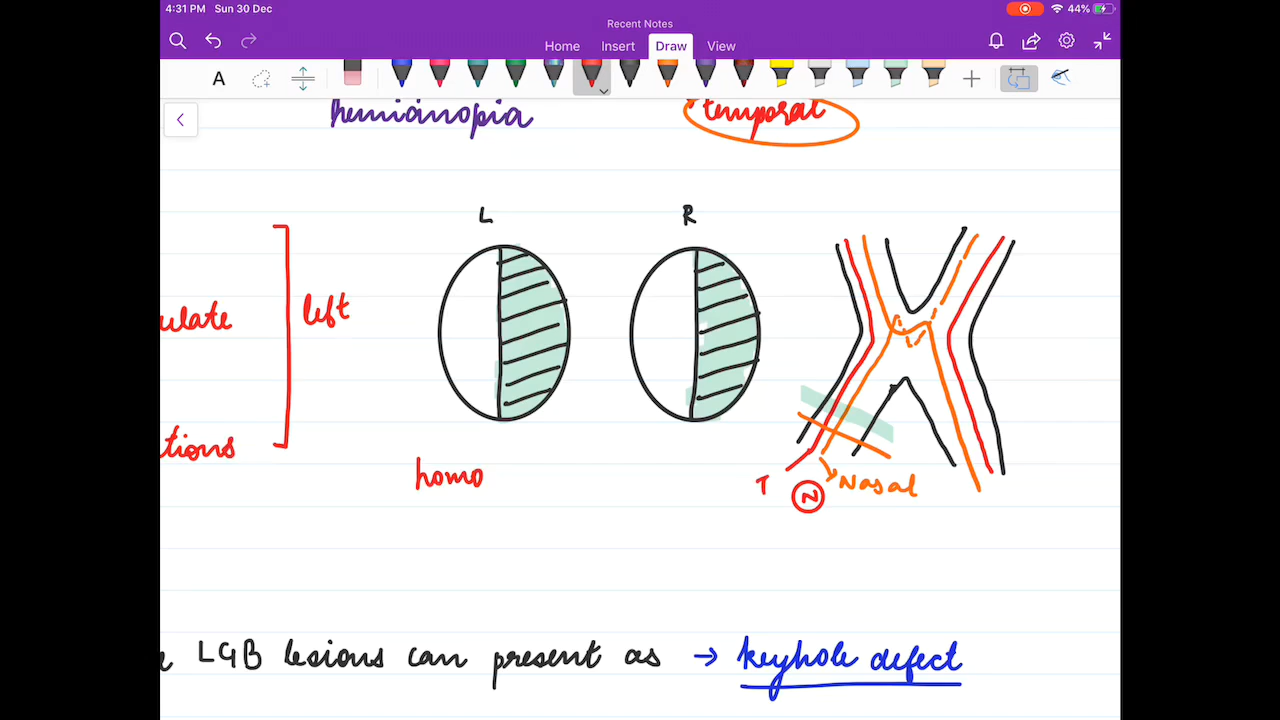 4:31 PM Sun 30 Dec
44%
Recent Notes
Home Insert Draw View
A
hemianopia
temporal
L R
ulate
left
tions
homo
T
N
Nasal
LGB lesions can present as → keyhole defect